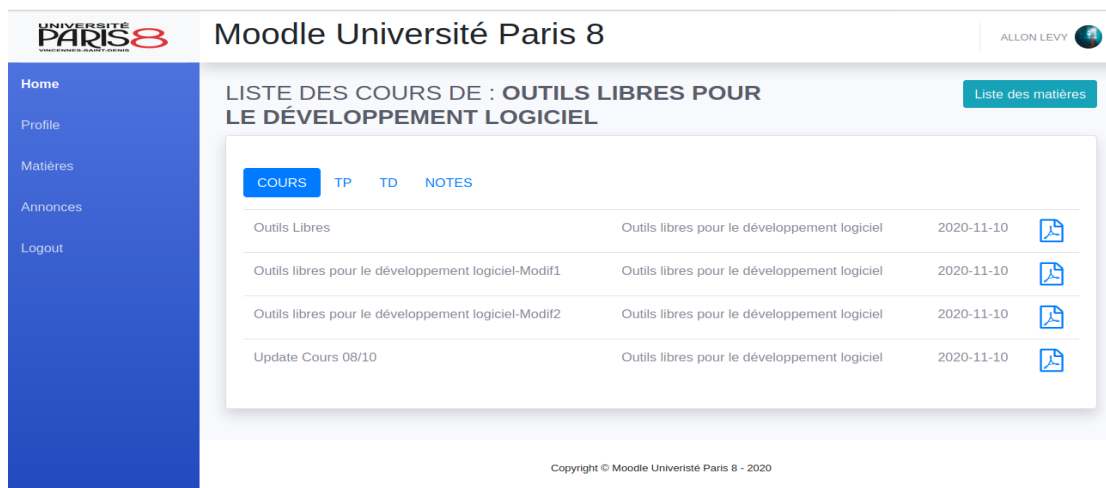 UNIVERSITÉ
PARIS8
VINCENNES-SAINT-DENIS
Moodle Université Paris 8
ALLON LEVY
Home
Profile
Matières
Annonces
Logout
LISTE DES COURS DE : OUTILS LIBRES POUR
LE DÉVELOPPEMENT LOGICIEL
Liste des matières
COURS TP TD NOTES
Outils Libres Outils libres pour le développement logiciel 2020-11-10
Outils libres pour le développement logiciel-Modif1 Outils libres pour le développement logiciel 2020-11-10
Outils libres pour le développement logiciel-Modif2 Outils libres pour le développement logiciel 2020-11-10
Update Cours 08/10 Outils libres pour le développement logiciel 2020-11-10
Copyright © Moodle Univeristé Paris 8 - 2020